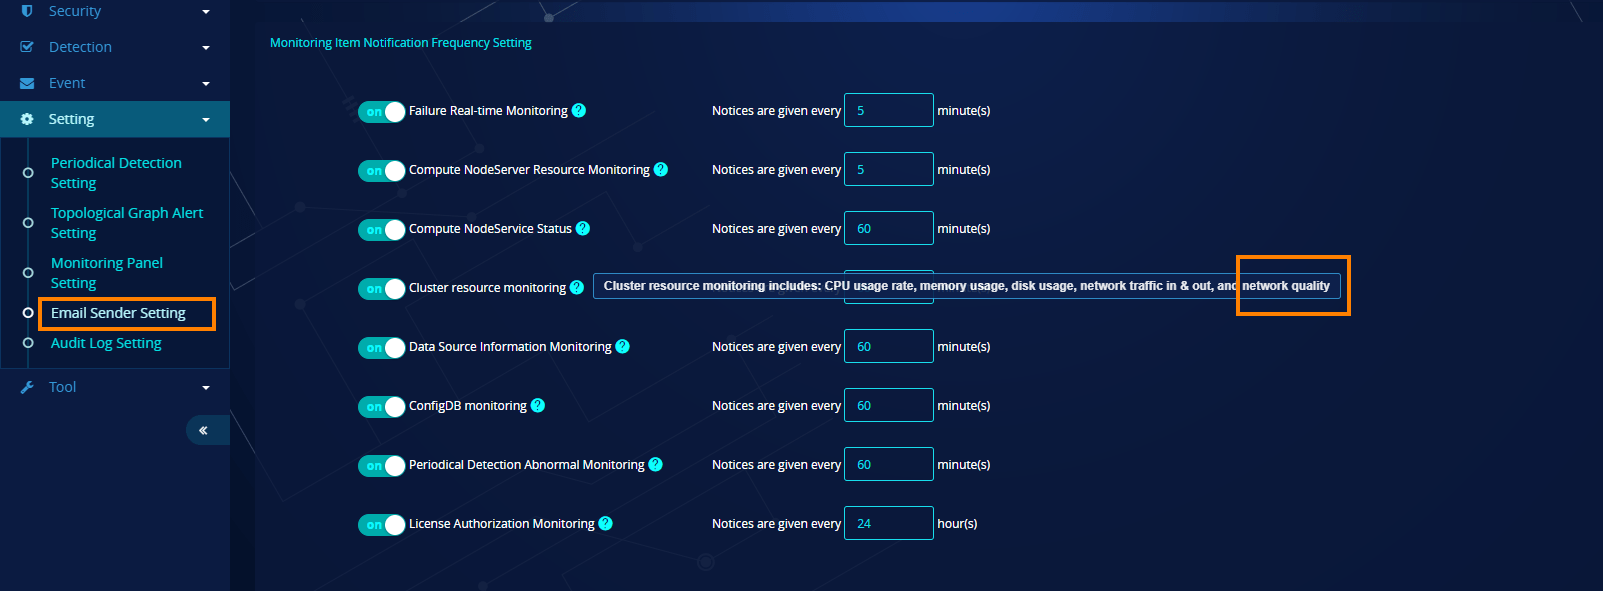 Security
Detection
Event
Setting
Periodical Detection
Setting
Topological Graph Alert
Setting
Monitoring Panel
Setting
Email Sender Setting
Audit Log Setting
Tool
Monitoring Item Notification Frequency Setting
on Failure Real-time Monitoring ? Notices are given every 5 minute(s)
on Compute NodeServer Resource Monitoring ? Notices are given every 5 minute(s)
on Compute NodeService Status ? Notices are given every 60 minute(s)
on Cluster resource monitoring ? Cluster resource monitoring includes: CPU usage rate, memory usage, disk usage, network traffic in & out, and network quality
on Data Source Information Monitoring ? Notices are given every 60 minute(s)
on ConfigDB monitoring ? Notices are given every 60 minute(s)
on Periodical Detection Abnormal Monitoring ? Notices are given every 60 minute(s)
on License Authorization Monitoring ? Notices are given every 24 hour(s)